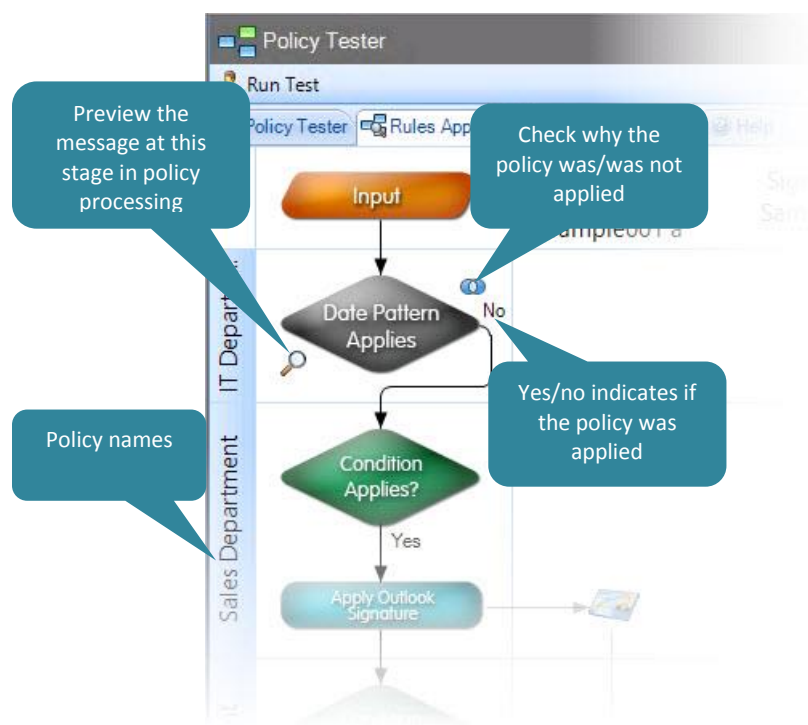 Policy Tester
Run Test
Policy Tester
Rules App
Help
Preview the
message at this
stage in policy
processing
Check why the
policy was/was not
applied
Input
IT Depart
Date Pattern
Applies
No
Yes/no indicates if
the policy was
applied
Policy names
Sales Department
Condition
Applies?
Yes
Apply Outlook
Signature